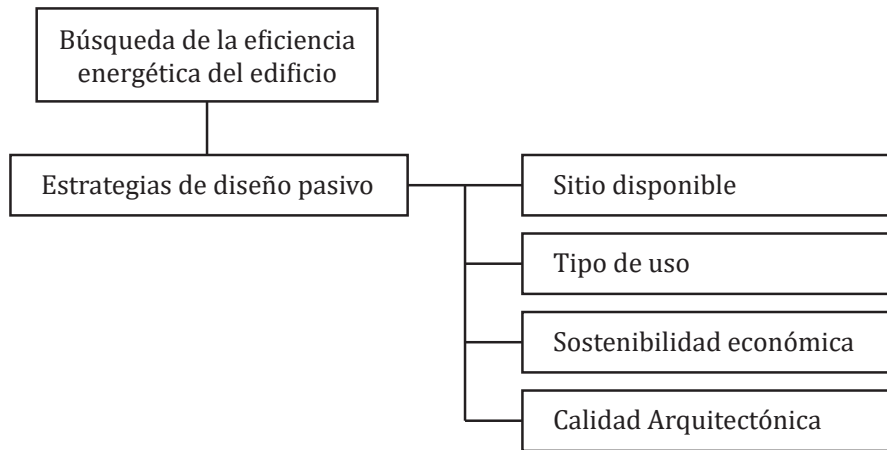 Búsqueda de la eficiencia
energética del edificio
Estrategias de diseño pasivo
Sitio disponible
Tipo de uso
Sostenibilidad económica
Calidad Arquitectónica